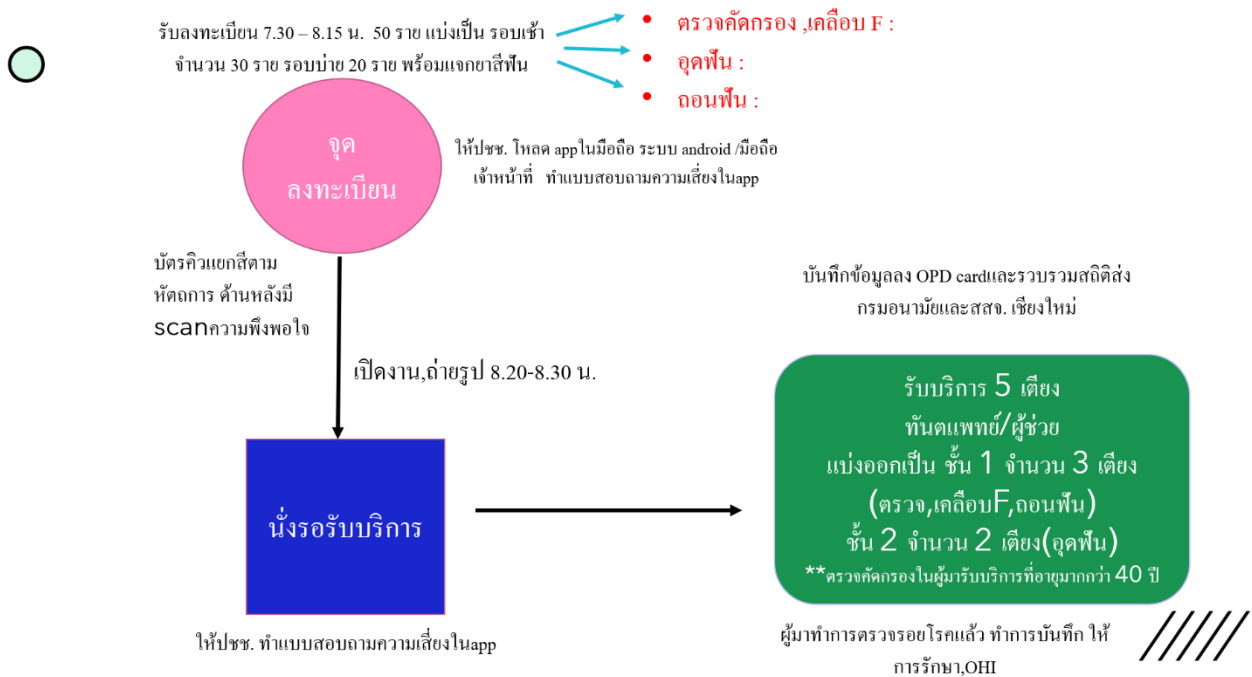 รับลงทะเบียน 7.30 – 8.15 น. 50 ราย แบ่งเป็น รอบเช้า
จำนวน 30 ราย รอบบ่าย 20 ราย พร้อมแจกยาสีฟัน
• ตรวจคัดกรอง ,เคลือบ F :
• อุดฟัน :
• ถอนฟัน :
จุด
ลงทะเบียน
ให้ปชช. โหลด app ในมือถือ ระบบ android /มือถือ
เจ้าหน้าที่ ทำแบบสอบถามความเสี่ยงในapp
บัตรคิวแยกสีตาม
หัตถการ ด้านหลังมี
scanความพึงพอใจ
เปิดงาน,ถ่ายรูป 8.20-8.30 น.
นั่งรอรับบริการ
ให้ปชช. ทำแบบสอบถามความเสี่ยงในapp
บันทึกข้อมูลลง OPD cardและรวบรวมสถิติส่ง
กรมอนามัยและสสจ. เชียงใหม่
รับบริการ 5 เตียง
ทันตแพทย์/ผู้ช่วย
แบ่งออกเป็น ชั้น 1 จำนวน 3 เตียง
(ตรวจ,เคลือบF,ถอนฟัน)
ชั้น 2 จำนวน 2 เตียง(อุดฟัน)
**ตรวจคัดกรองในผู้มารับบริการที่อายุมากกว่า 40 ปี
ผู้มาทำการตรวจรอยโรคแล้ว ทำการบันทึก ให้
การรักษา,OHI